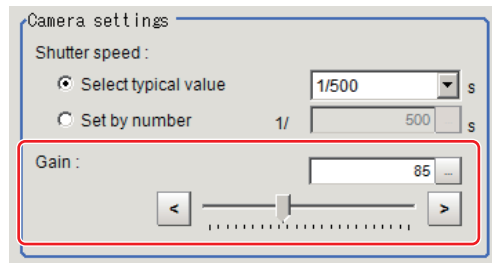 Camera settings
Shutter speed :
Select typical value 1/500 s
Set by number 1/ 500 ... s
Gain : 85 ...
< >